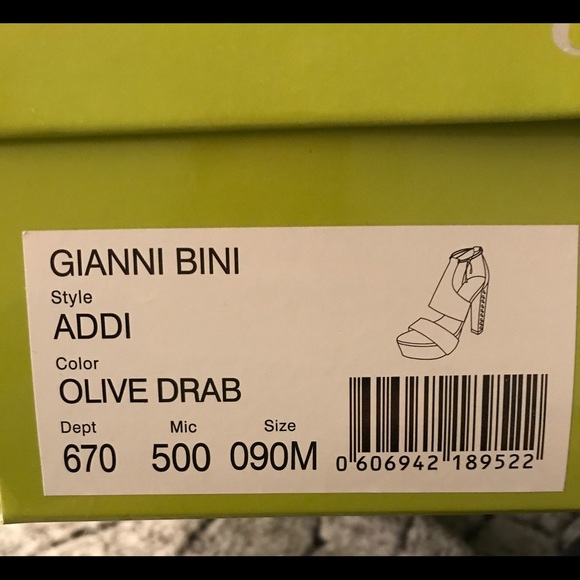 GIANNI BINI
Style
ADDI
Color
OLIVE DRAB
Dept Mic Size
670 500 090M
0 606942 189522